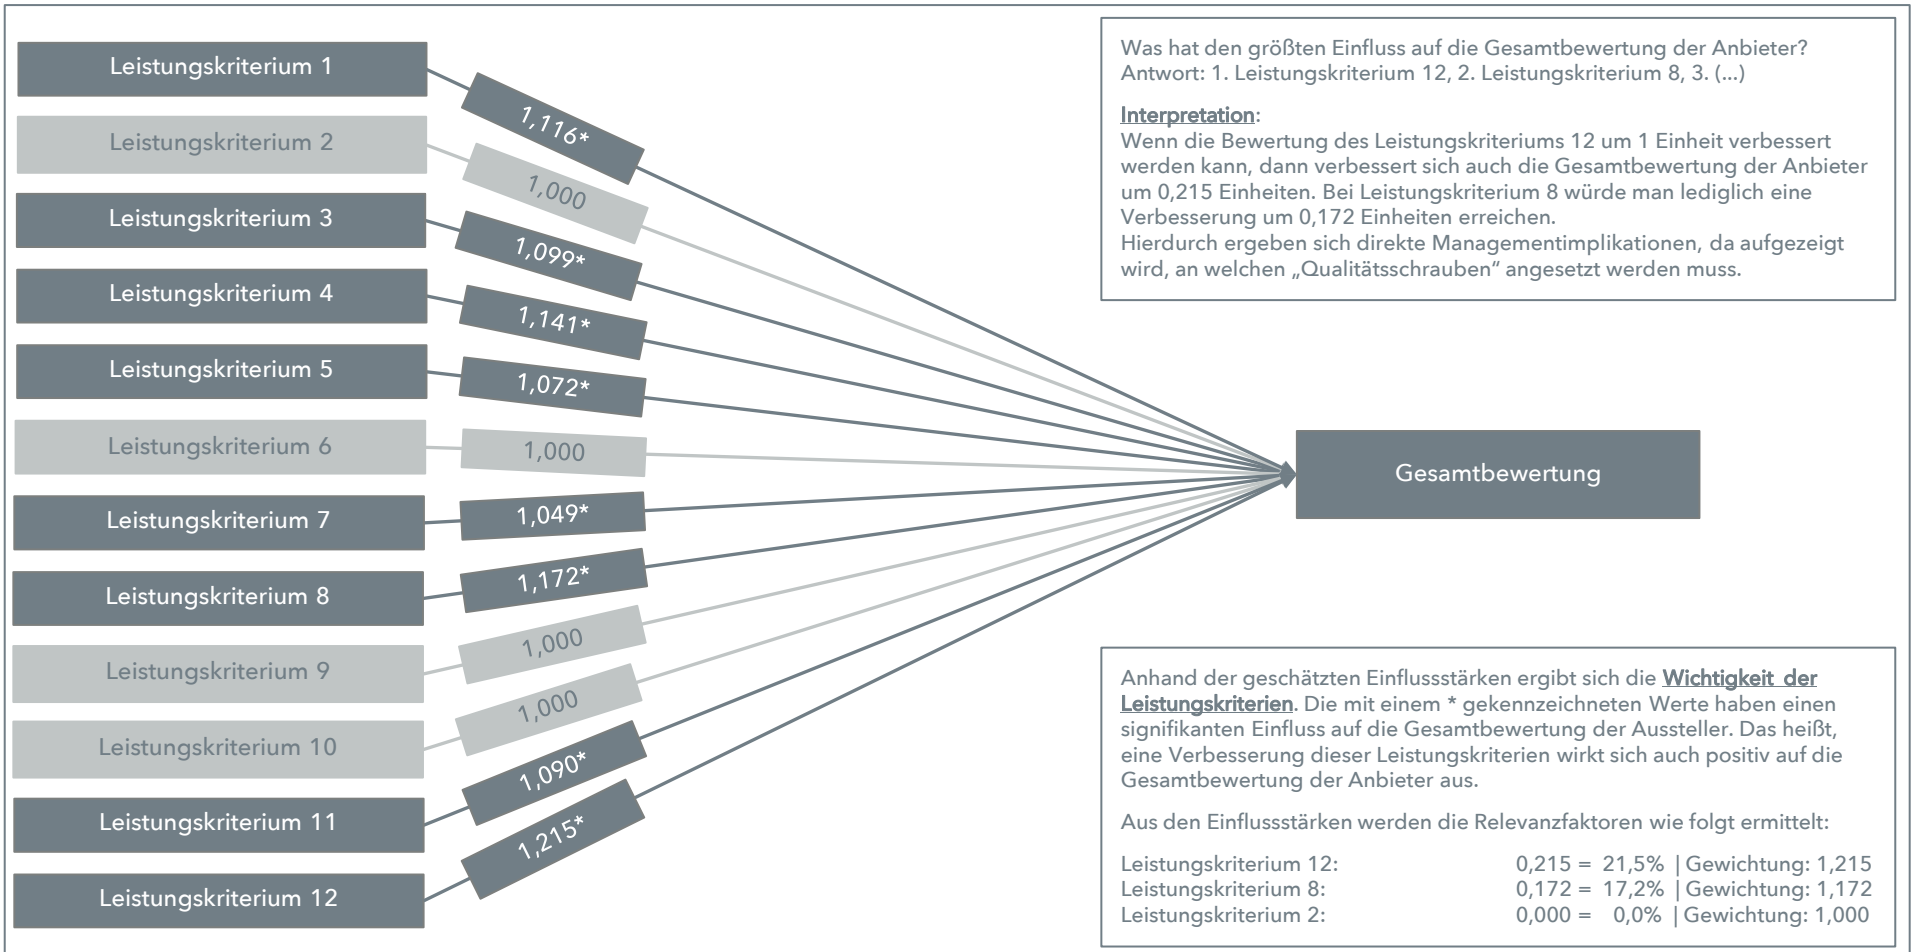 Leistungskriterium 1
1,116*
Leistungskriterium 2
1,000
Leistungskriterium 3
1,099*
Leistungskriterium 4
1,141*
Leistungskriterium 5
1,072*
Leistungskriterium 6
1,000
Leistungskriterium 7
1,049*
Leistungskriterium 8
1,172*
Leistungskriterium 9
1,000
Leistungskriterium 10
1,000
Leistungskriterium 11
1,090*
Leistungskriterium 12
1,215*
Gesamtbewertung
Was hat den größten Einfluss auf die Gesamtbewertung der Anbieter?
Antwort: 1. Leistungskriterium 12, 2. Leistungskriterium 8, 3. (...)
Interpretation:
Wenn die Bewertung des Leistungskriteriums 12 um 1 Einheit verbessert
werden kann, dann verbessert sich auch die Gesamtbewertung der Anbieter
um 0,215 Einheiten. Bei Leistungskriterium 8 würde man lediglich eine
Verbesserung um 0,172 Einheiten erreichen.
Hierdurch ergeben sich direkte Managementimplikationen, da aufgezeigt
wird, an welchen „Qualitätsschrauben“ angesetzt werden muss.
Anhand der geschätzten Einflussstärken ergibt sich die Wichtigkeit der
Leistungskriterien. Die mit einem * gekennzeichneten Werte haben einen
signifikanten Einfluss auf die Gesamtbewertung der Aussteller. Das heißt,
eine Verbesserung dieser Leistungskriterien wirkt sich auch positiv auf die
Gesamtbewertung der Anbieter aus.
Aus den Einflussstärken werden die Relevanzfaktoren wie folgt ermittelt:
Leistungskriterium 12: 0,215 = 21,5% | Gewichtung: 1,215
Leistungskriterium 8: 0,172 = 17,2% | Gewichtung: 1,172
Leistungskriterium 2: 0,000 = 0,0% | Gewichtung: 1,000